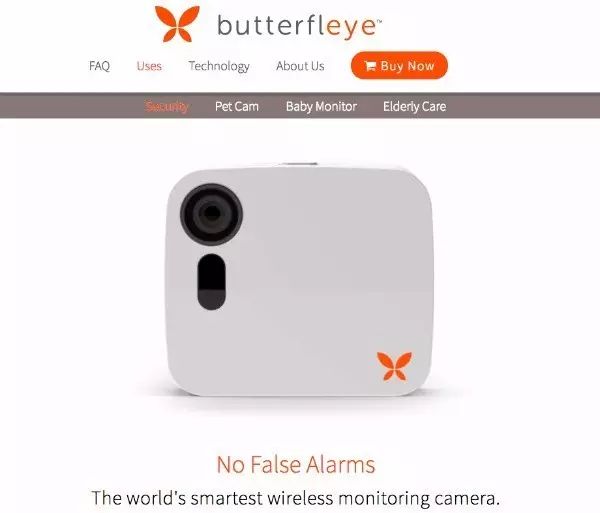 butterfleye™
FAQ Uses Technology About Us Buy Now
Security Pet Cam Baby Monitor Elderly Care
No False Alarms
The world's smartest wireless monitoring camera.